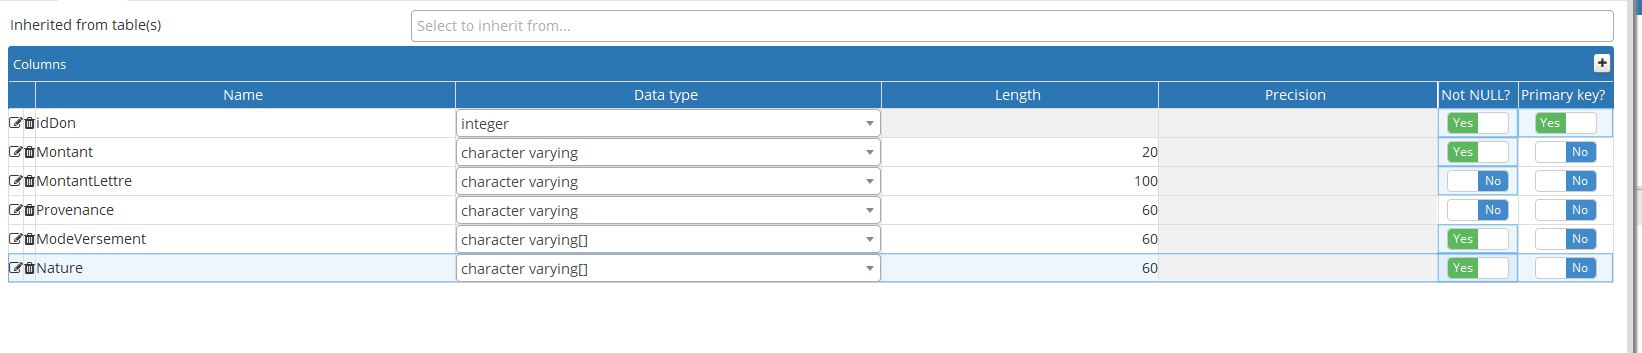 Inherited from table(s) Select to inherit from...
Columns
Name Data type Length Precision Not NULL? Primary key?
idDon integer Yes Yes
Montant character varying 20 Yes No
MontantLettre character varying 100 No No
Provenance character varying 60 No No
ModeVersement character varying[] 60 Yes No
Nature character varying[] 60 Yes No